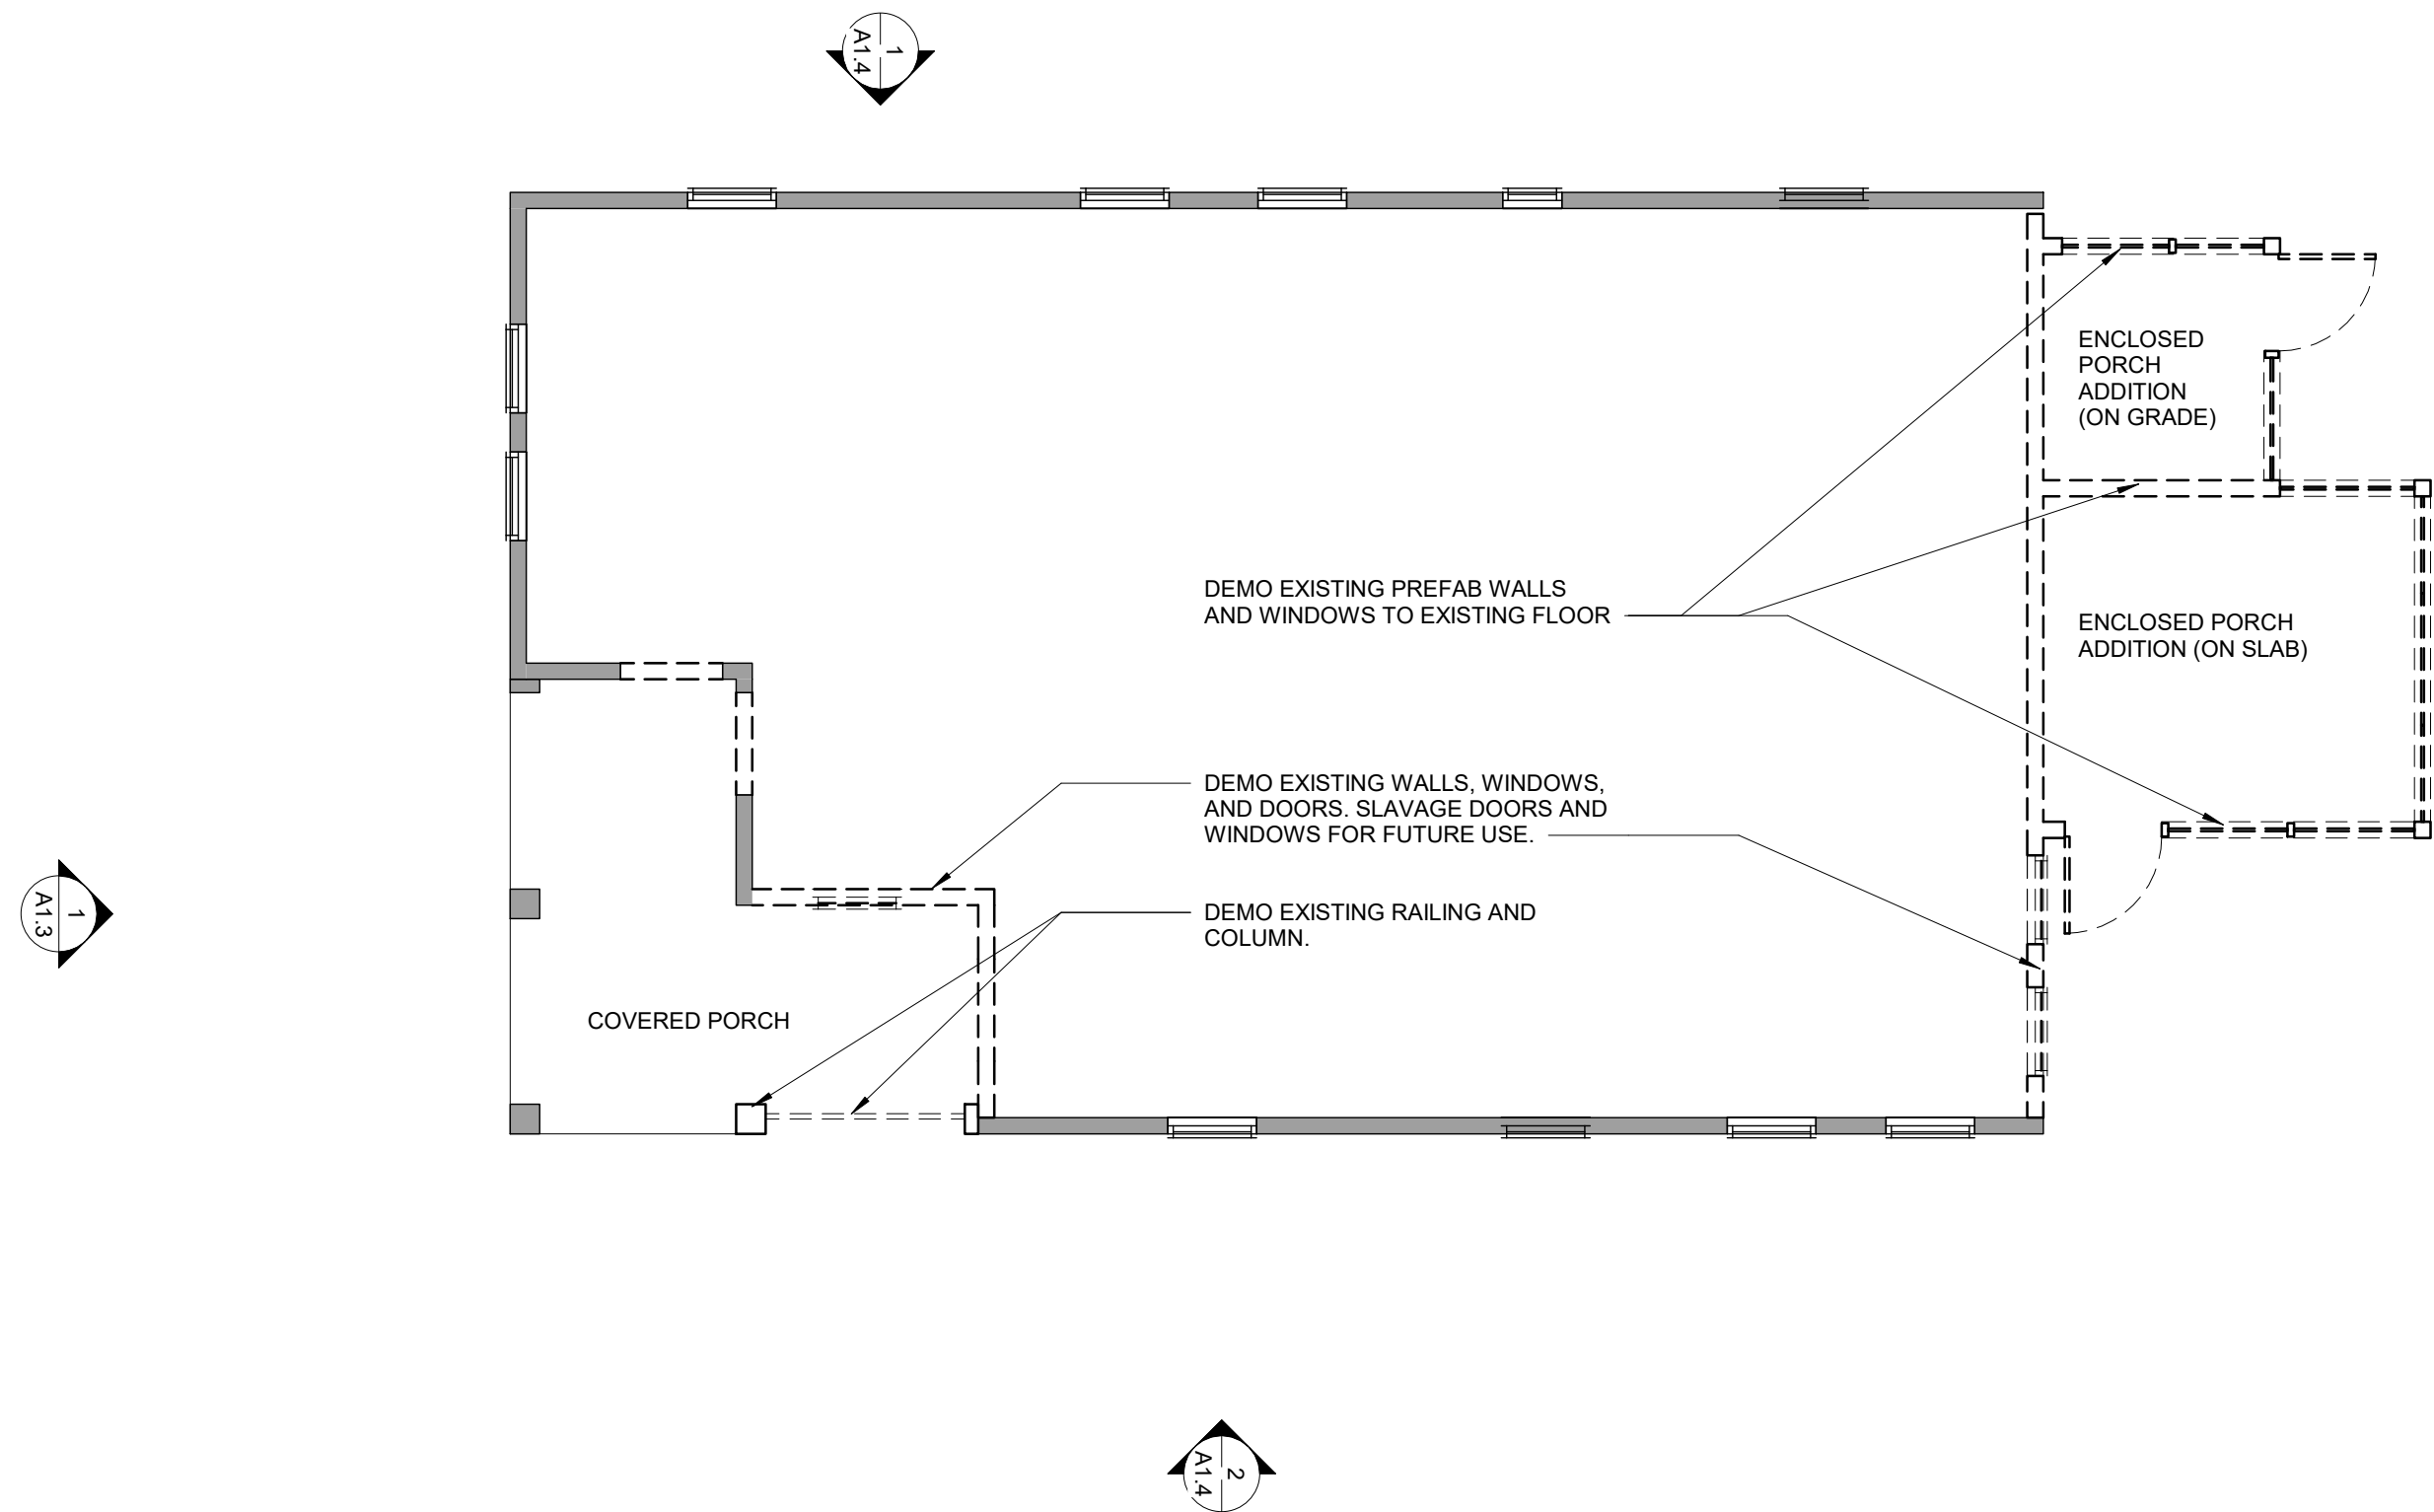 1
A1.4
ENCLOSED
PORCH
ADDITION
(ON GRADE)
DEMO EXISTING PREFAB WALLS
AND WINDOWS TO EXISTING FLOOR
ENCLOSED PORCH
ADDITION (ON SLAB)
DEMO EXISTING WALLS, WINDOWS,
AND DOORS. SLAVAGE DOORS AND
WINDOWS FOR FUTURE USE.
1
A1.3
DEMO EXISTING RAILING AND
COLUMN.
COVERED PORCH
2
A1.4